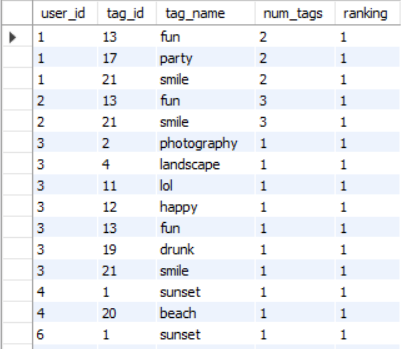 user_id tag_id tag_name num_tags ranking
1 13 fun 2 1
1 17 party 2 1
1 21 smile 2 1
2 13 fun 3 1
2 21 smile 3 1
3 2 photography 1 1
3 4 landscape 1 1
3 11 lol 1 1
3 12 happy 1 1
3 13 fun 1 1
3 19 drunk 1 1
3 21 smile 1 1
4 1 sunset 1 1
4 20 beach 1 1
6 1 sunset 1 1